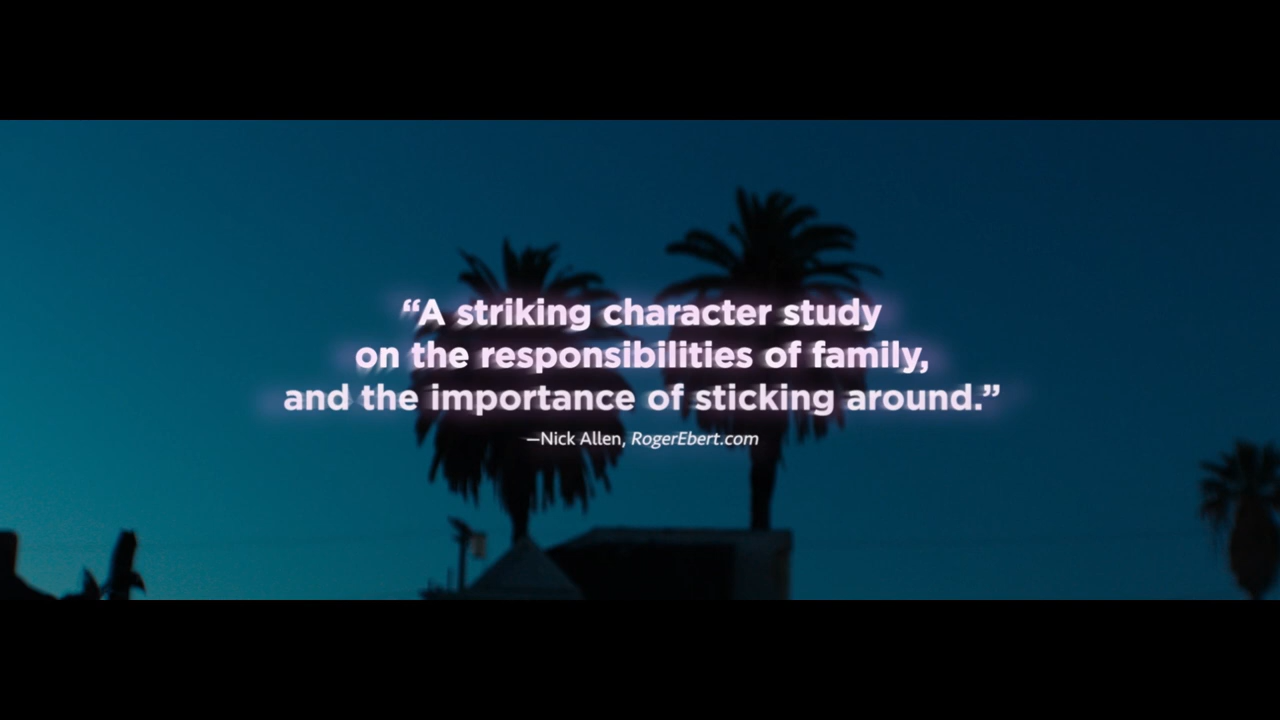 “A striking character study
on the responsibilities of family,
and the importance of sticking around.”
—Nick Allen, RogerEbert.com